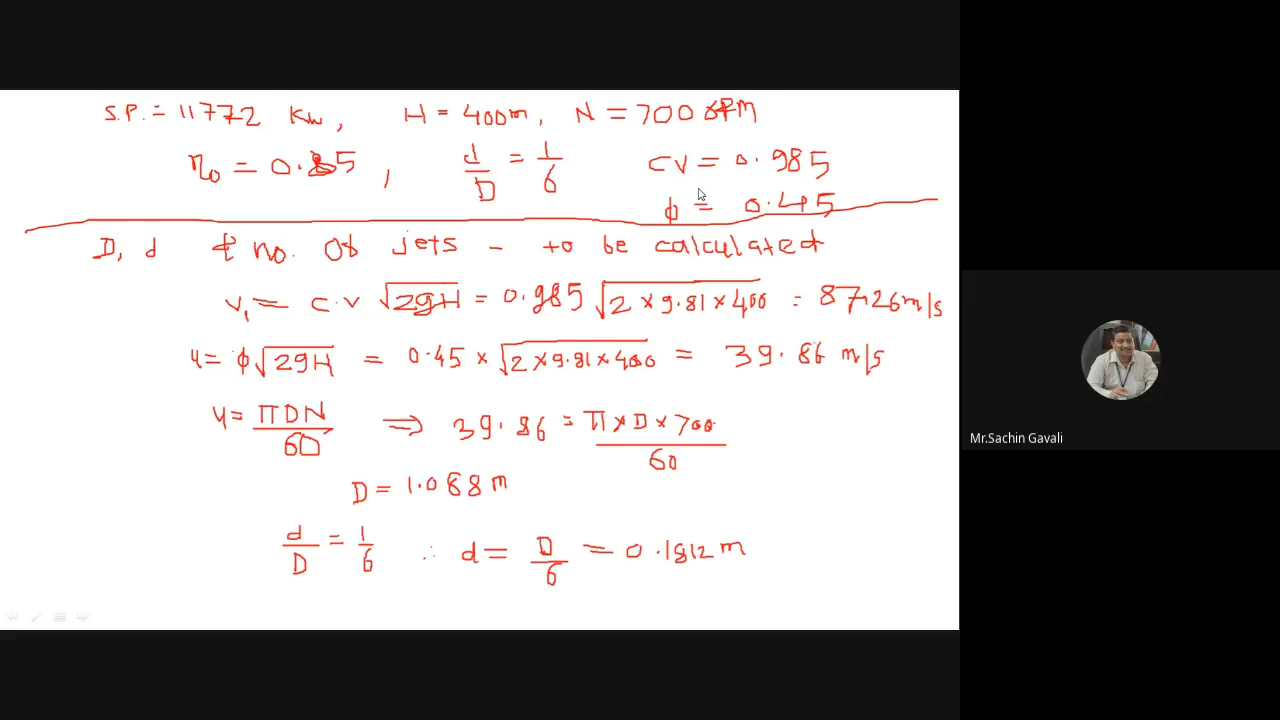 S.P. = 11772 Kw, H = 400m, N = 700 RPM
η₀ = 0.85, d/D = 1/6 CV = 0.985
ϕ = 0.45
D, d & no. of jets - to be calculated
V₁ = C.V √2gH = 0.985 √2 × 9.81 × 400 = 87.26 m/s
u = ϕ √2gH = 0.45 × √2 × 9.81 × 400 = 39.86 m/s
u = πDN/60 ⇒ 39.86 = π × D × 700/60
D = 1.088 m
d/D = 1/6 ∴ d = D/6 = 0.1812 m
Mr.Sachin Gavali